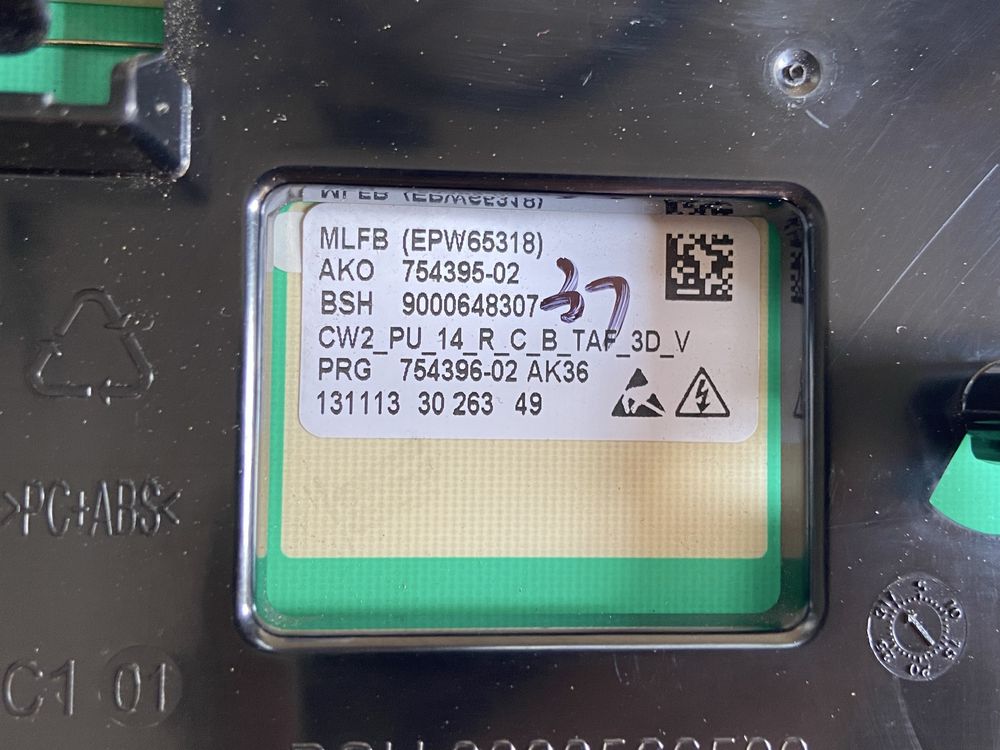 MLFB (EPW65318)
AKO 754395-02
BSH 9000648307
37
CW2_PU_14_R_C_B_TAF_3D_V
PRG 754396-02 AK36
131113 30 263 49
>PC+ABS<
C1 01